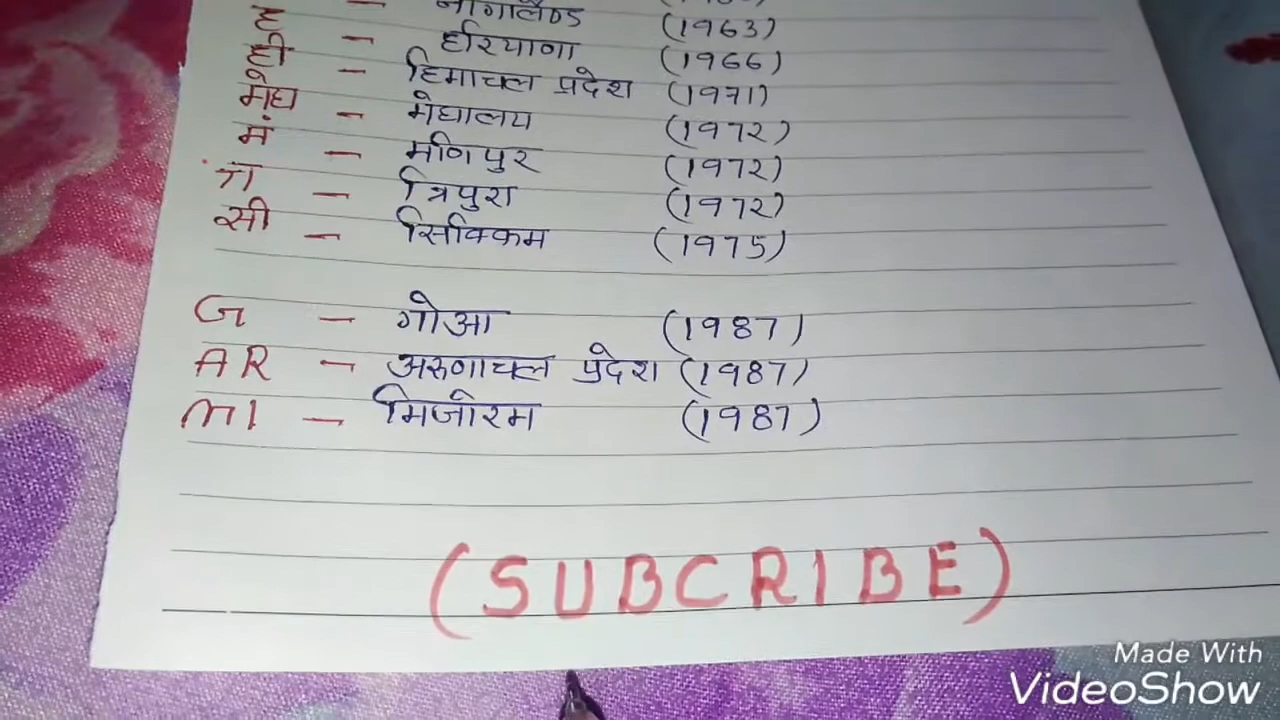 नागालैण्ड (1963)
ह - हरियाणा (1966)
ही - हिमाचल प्रदेश (1971)
मेघ - मेघालय (1972)
मं - मणिपुर (1972)
- त्रिपुरा (1972)
सी - सिक्किम (1975)
G - गोआ (1987)
AR - अरुणाचल प्रदेश (1987)
MI - मिजोरम (1987)
(SUBCRIBE)
Made With
VideoShow